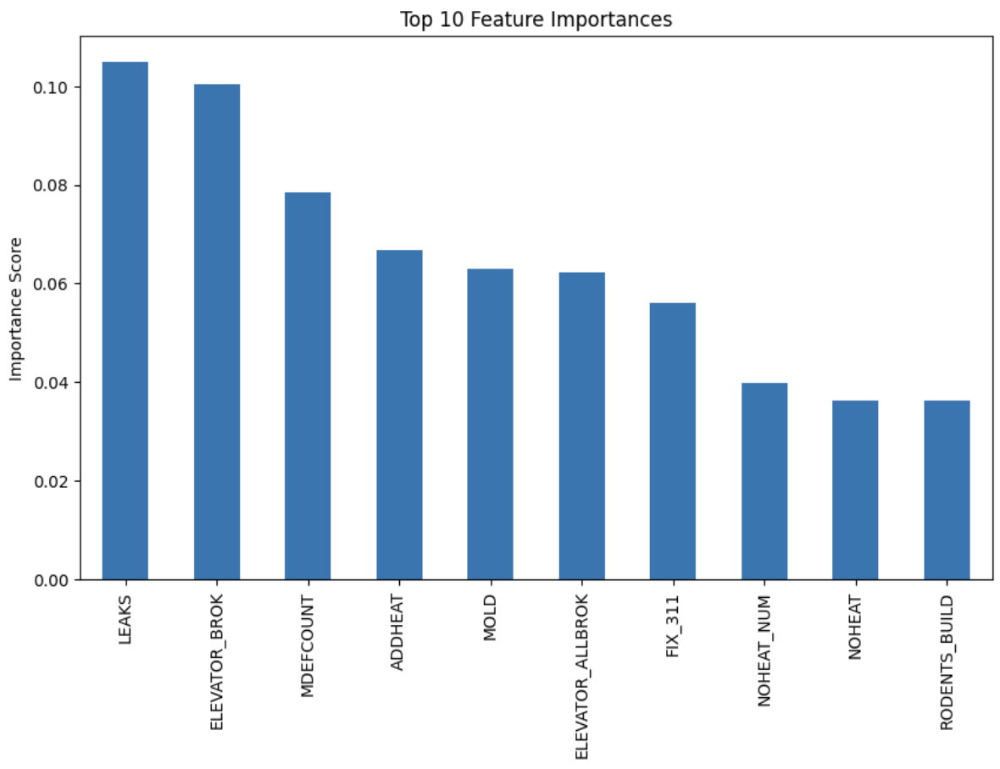 Top 10 Feature Importances
Importance Score
0.10
0.08
0.06
0.04
0.02
0.00
LEAKS
ELEVATOR_BROK
MDEFCOUNT
ADDHEAT
MOLD
ELEVATOR_ALLBROK
FIX_311
NOHEAT_NUM
NOHEAT
RODENTS_BUILD